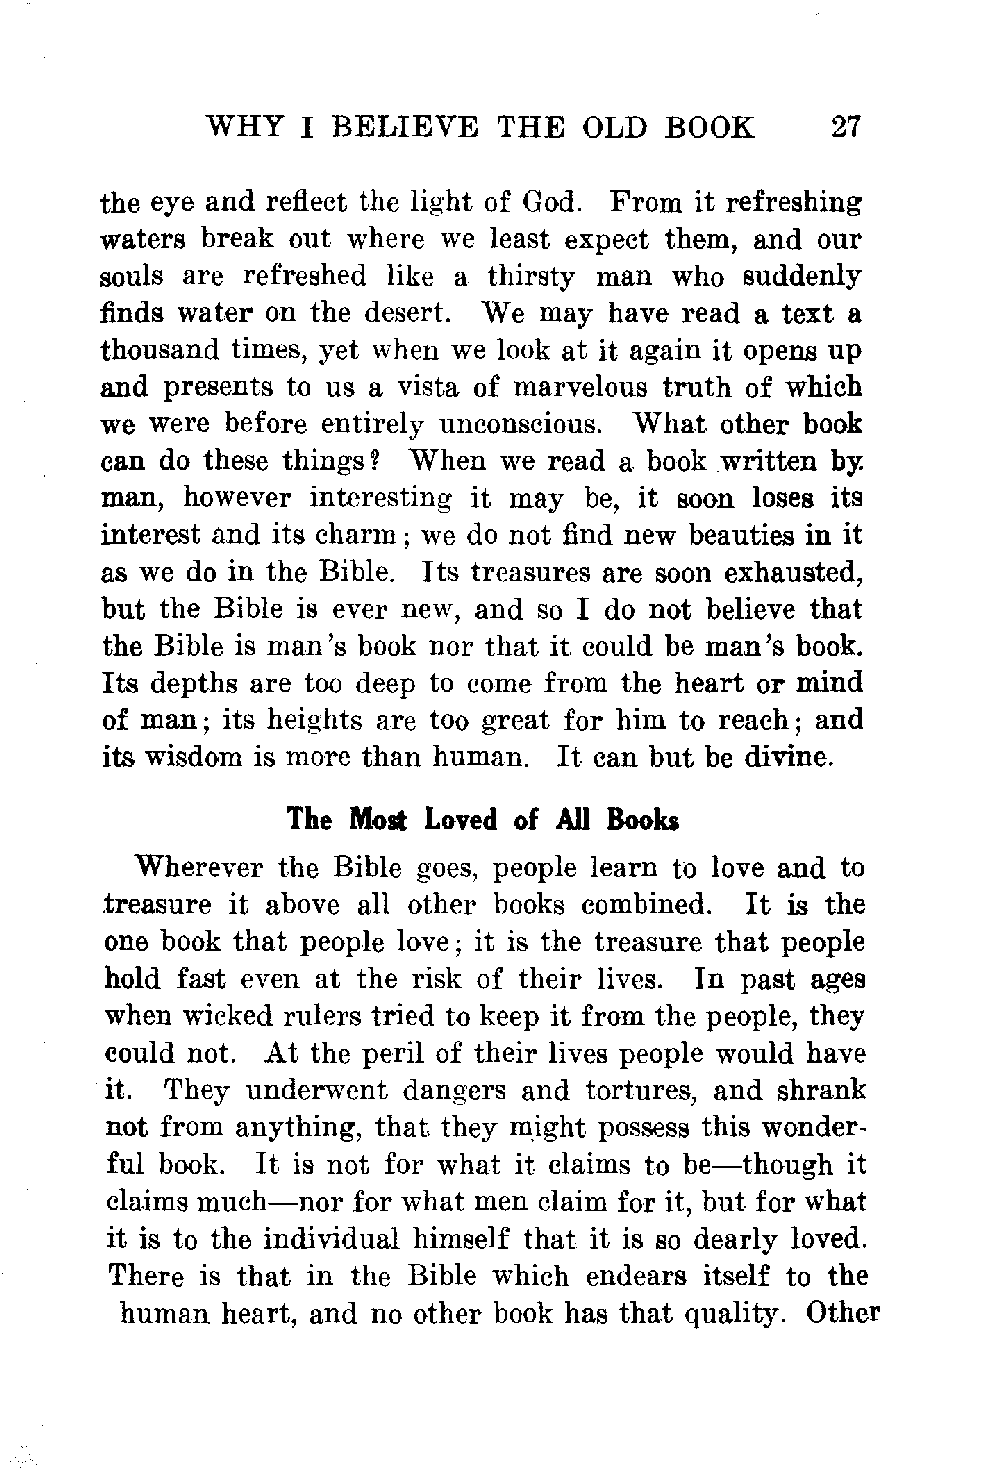 WHY I BELIEVE THE OLD BOOK 27
the eye and reflect the light of God. From it refreshing
waters break out where we least expect them, and our
souls are refreshed like a thirsty man who suddenly
finds water on the desert. We may have read a text a
thousand times, yet when we look at it again it opens up
and presents to us a vista of marvelous truth of which
we were before entirely unconscious. What other book
can do these things? When we read a book written by
man, however interesting it may be, it soon loses its
interest and its charm; we do not find new beauties in it
as we do in the Bible. Its treasures are soon exhausted,
but the Bible is ever new, and so I do not believe that
the Bible is man's book nor that it could be man's book.
Its depths are too deep to come from the heart or mind
of man; its heights are too great for him to reach; and
its wisdom is more than human. It can but be divine.
The Most Loved of All Books
Wherever the Bible goes, people learn to love and to
treasure it above all other books combined. It is the
one book that people love; it is the treasure that people
hold fast even at the risk of their lives. In past ages
when wicked rulers tried to keep it from the people, they
could not. At the peril of their lives people would have
it. They underwent dangers and tortures, and shrank
not from anything, that they might possess this wonder-
ful book. It is not for what it claims to be—though it
claims much—nor for what men claim for it, but for what
it is to the individual himself that it is so dearly loved.
There is that in the Bible which endears itself to the
human heart, and no other book has that quality. Other